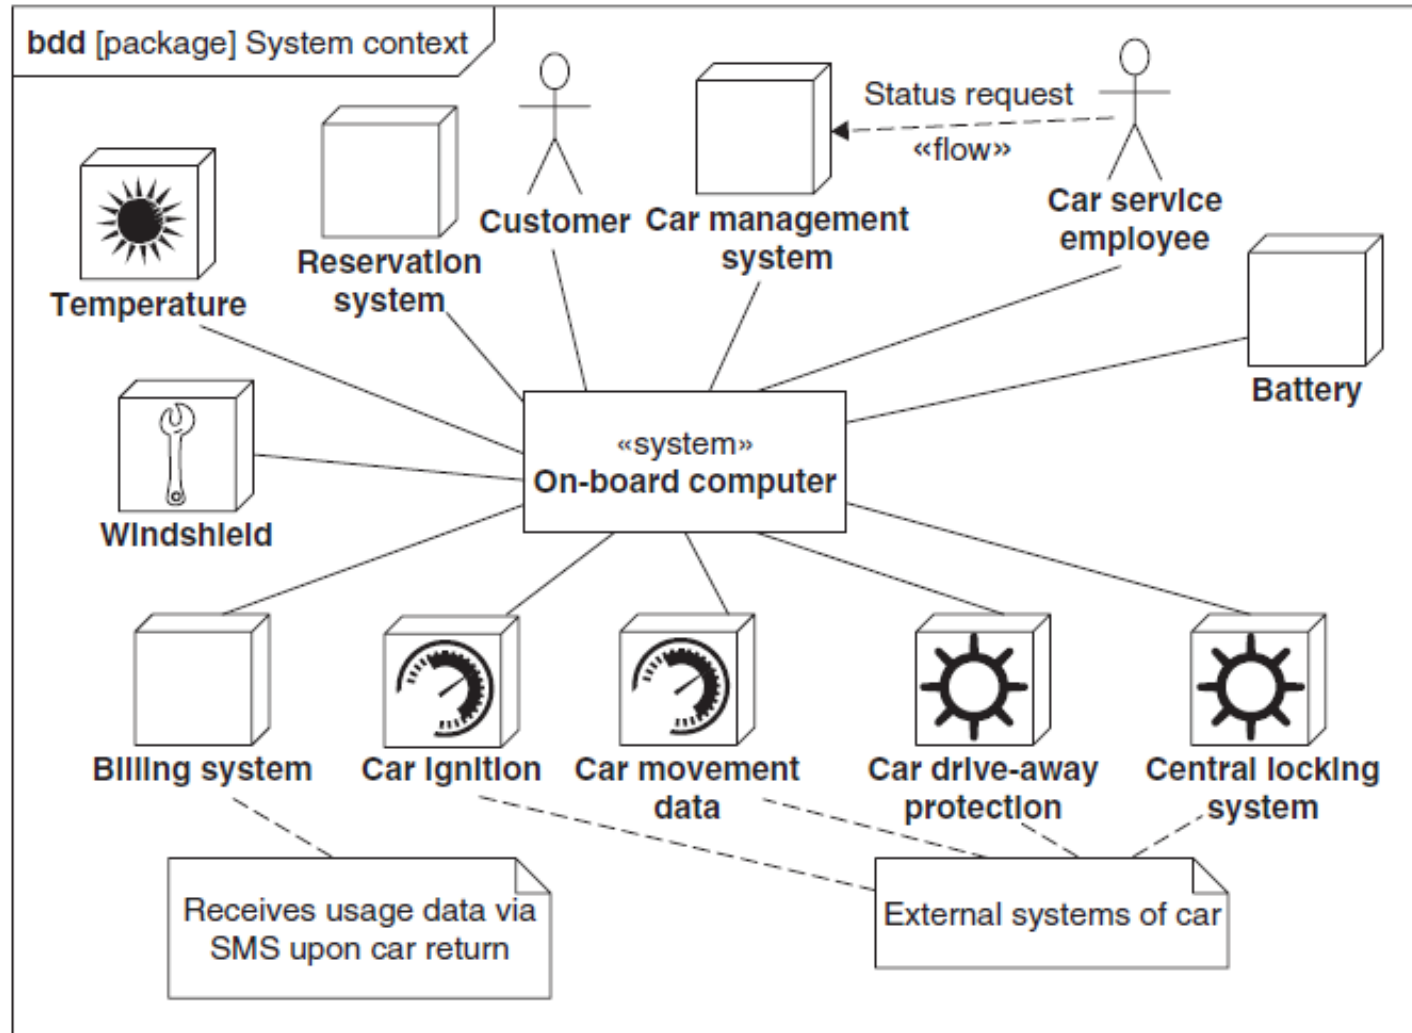 bdd [package] System context
Status request
«flow»
Customer
Car management
system
Car service
employee
Reservation
system
Temperature
Battery
«system»
On-board computer
Windshield
Billing system
Car ignition
Car movement
data
Car drive-away
protection
Central locking
system
Receives usage data via
SMS upon car return
External systems of car